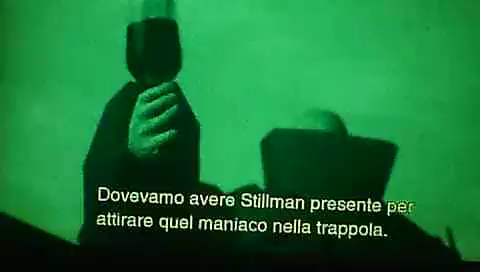 Dovevamo avere Stillman presente per
attirare quel maniaco nella trappola.